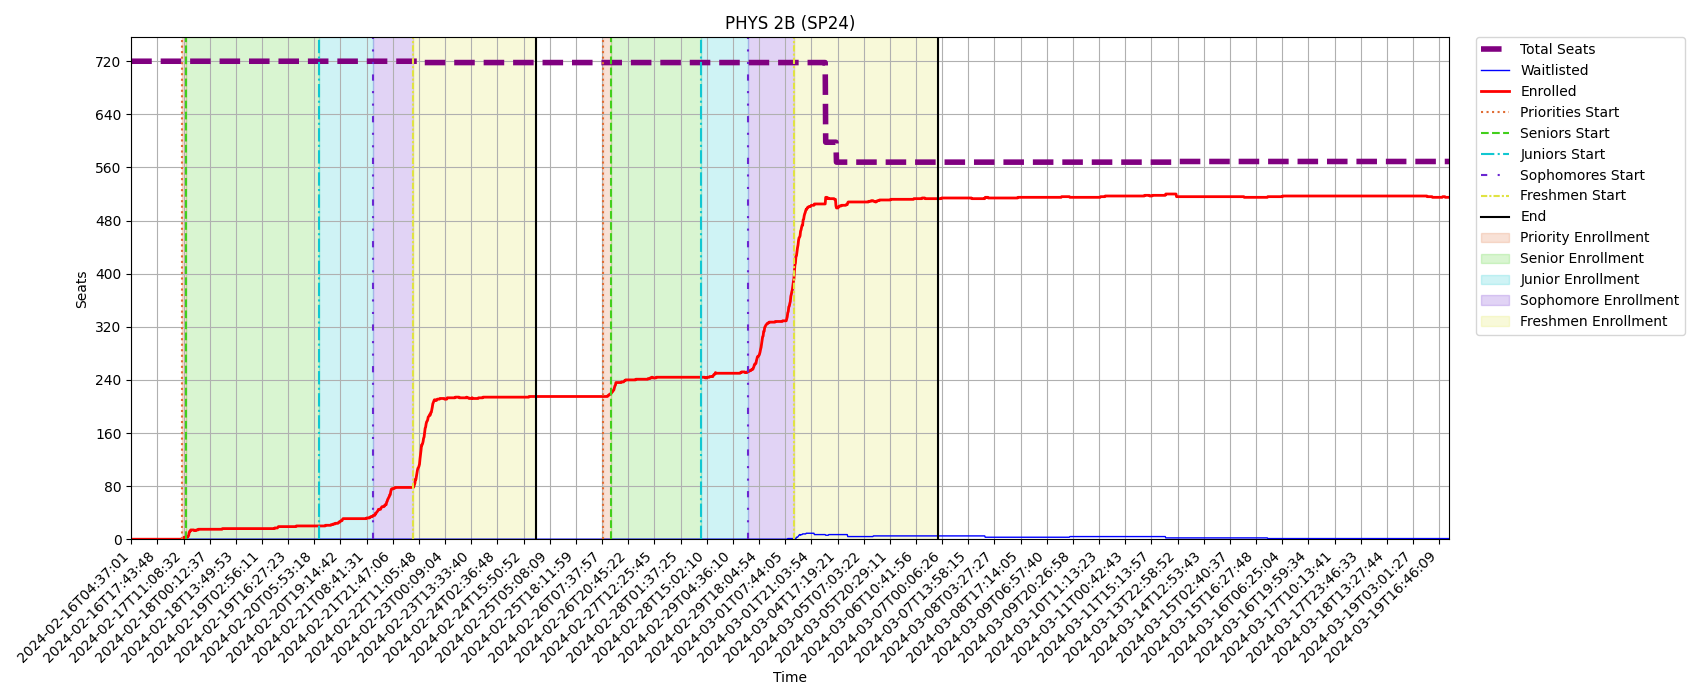 PHYS 2B (SP24)
Seats
720
640
560
480
400
320
240
160
80
0
2024-02-16T04:37:01
2024-02-16T17:43:48
2024-02-17T11:08:32
2024-02-18T00:12:37
2024-02-18T13:49:53
2024-02-19T02:56:11
2024-02-19T16:27:23
2024-02-20T05:53:18
2024-02-20T19:14:42
2024-02-21T08:41:31
2024-02-21T21:47:06
2024-02-22T11:05:48
2024-02-23T00:09:04
2024-02-23T13:33:40
2024-02-24T02:36:48
2024-02-24T15:50:52
2024-02-25T05:08:09
2024-02-25T18:11:59
2024-02-26T07:37:57
2024-02-26T20:45:22
2024-02-27T12:25:45
2024-02-28T01:37:25
2024-02-28T15:02:10
2024-02-29T04:36:10
2024-02-29T18:04:54
2024-03-01T07:44:05
2024-03-01T21:03:54
2024-03-04T17:19:21
2024-03-05T07:03:22
2024-03-05T20:29:11
2024-03-06T10:41:56
2024-03-07T00:06:26
2024-03-07T13:58:15
2024-03-08T03:27:27
2024-03-08T17:14:05
2024-03-09T06:57:40
2024-03-09T20:26:58
2024-03-10T11:13:23
2024-03-11T00:42:43
2024-03-11T15:13:57
2024-03-13T22:58:52
2024-03-14T12:53:43
2024-03-15T02:40:37
2024-03-15T16:27:48
2024-03-16T06:25:04
2024-03-16T19:59:34
2024-03-17T10:13:41
2024-03-17T23:46:33
2024-03-18T13:27:44
2024-03-19T03:01:27
2024-03-19T16:46:09
Time
Total Seats
Waitlisted
Enrolled
Priorities Start
Seniors Start
Juniors Start
Sophomores Start
Freshmen Start
End
Priority Enrollment
Senior Enrollment
Junior Enrollment
Sophomore Enrollment
Freshmen Enrollment